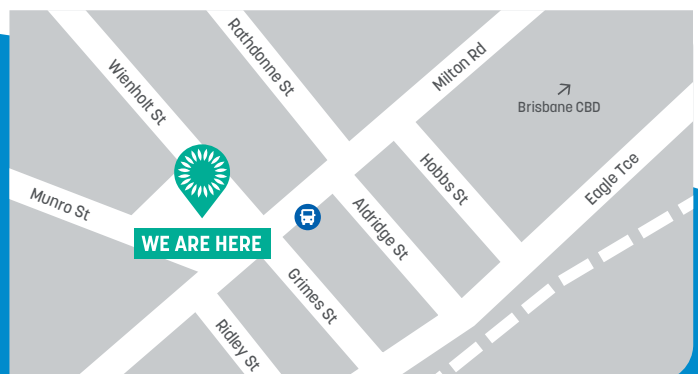 Rathdonne St
Wienholt St
Milton Rd
Brisbane CBD
Hobbs St
Eagle Tce
Munro St
Aldridge St
WE ARE HERE
Grimes St
Ridley St